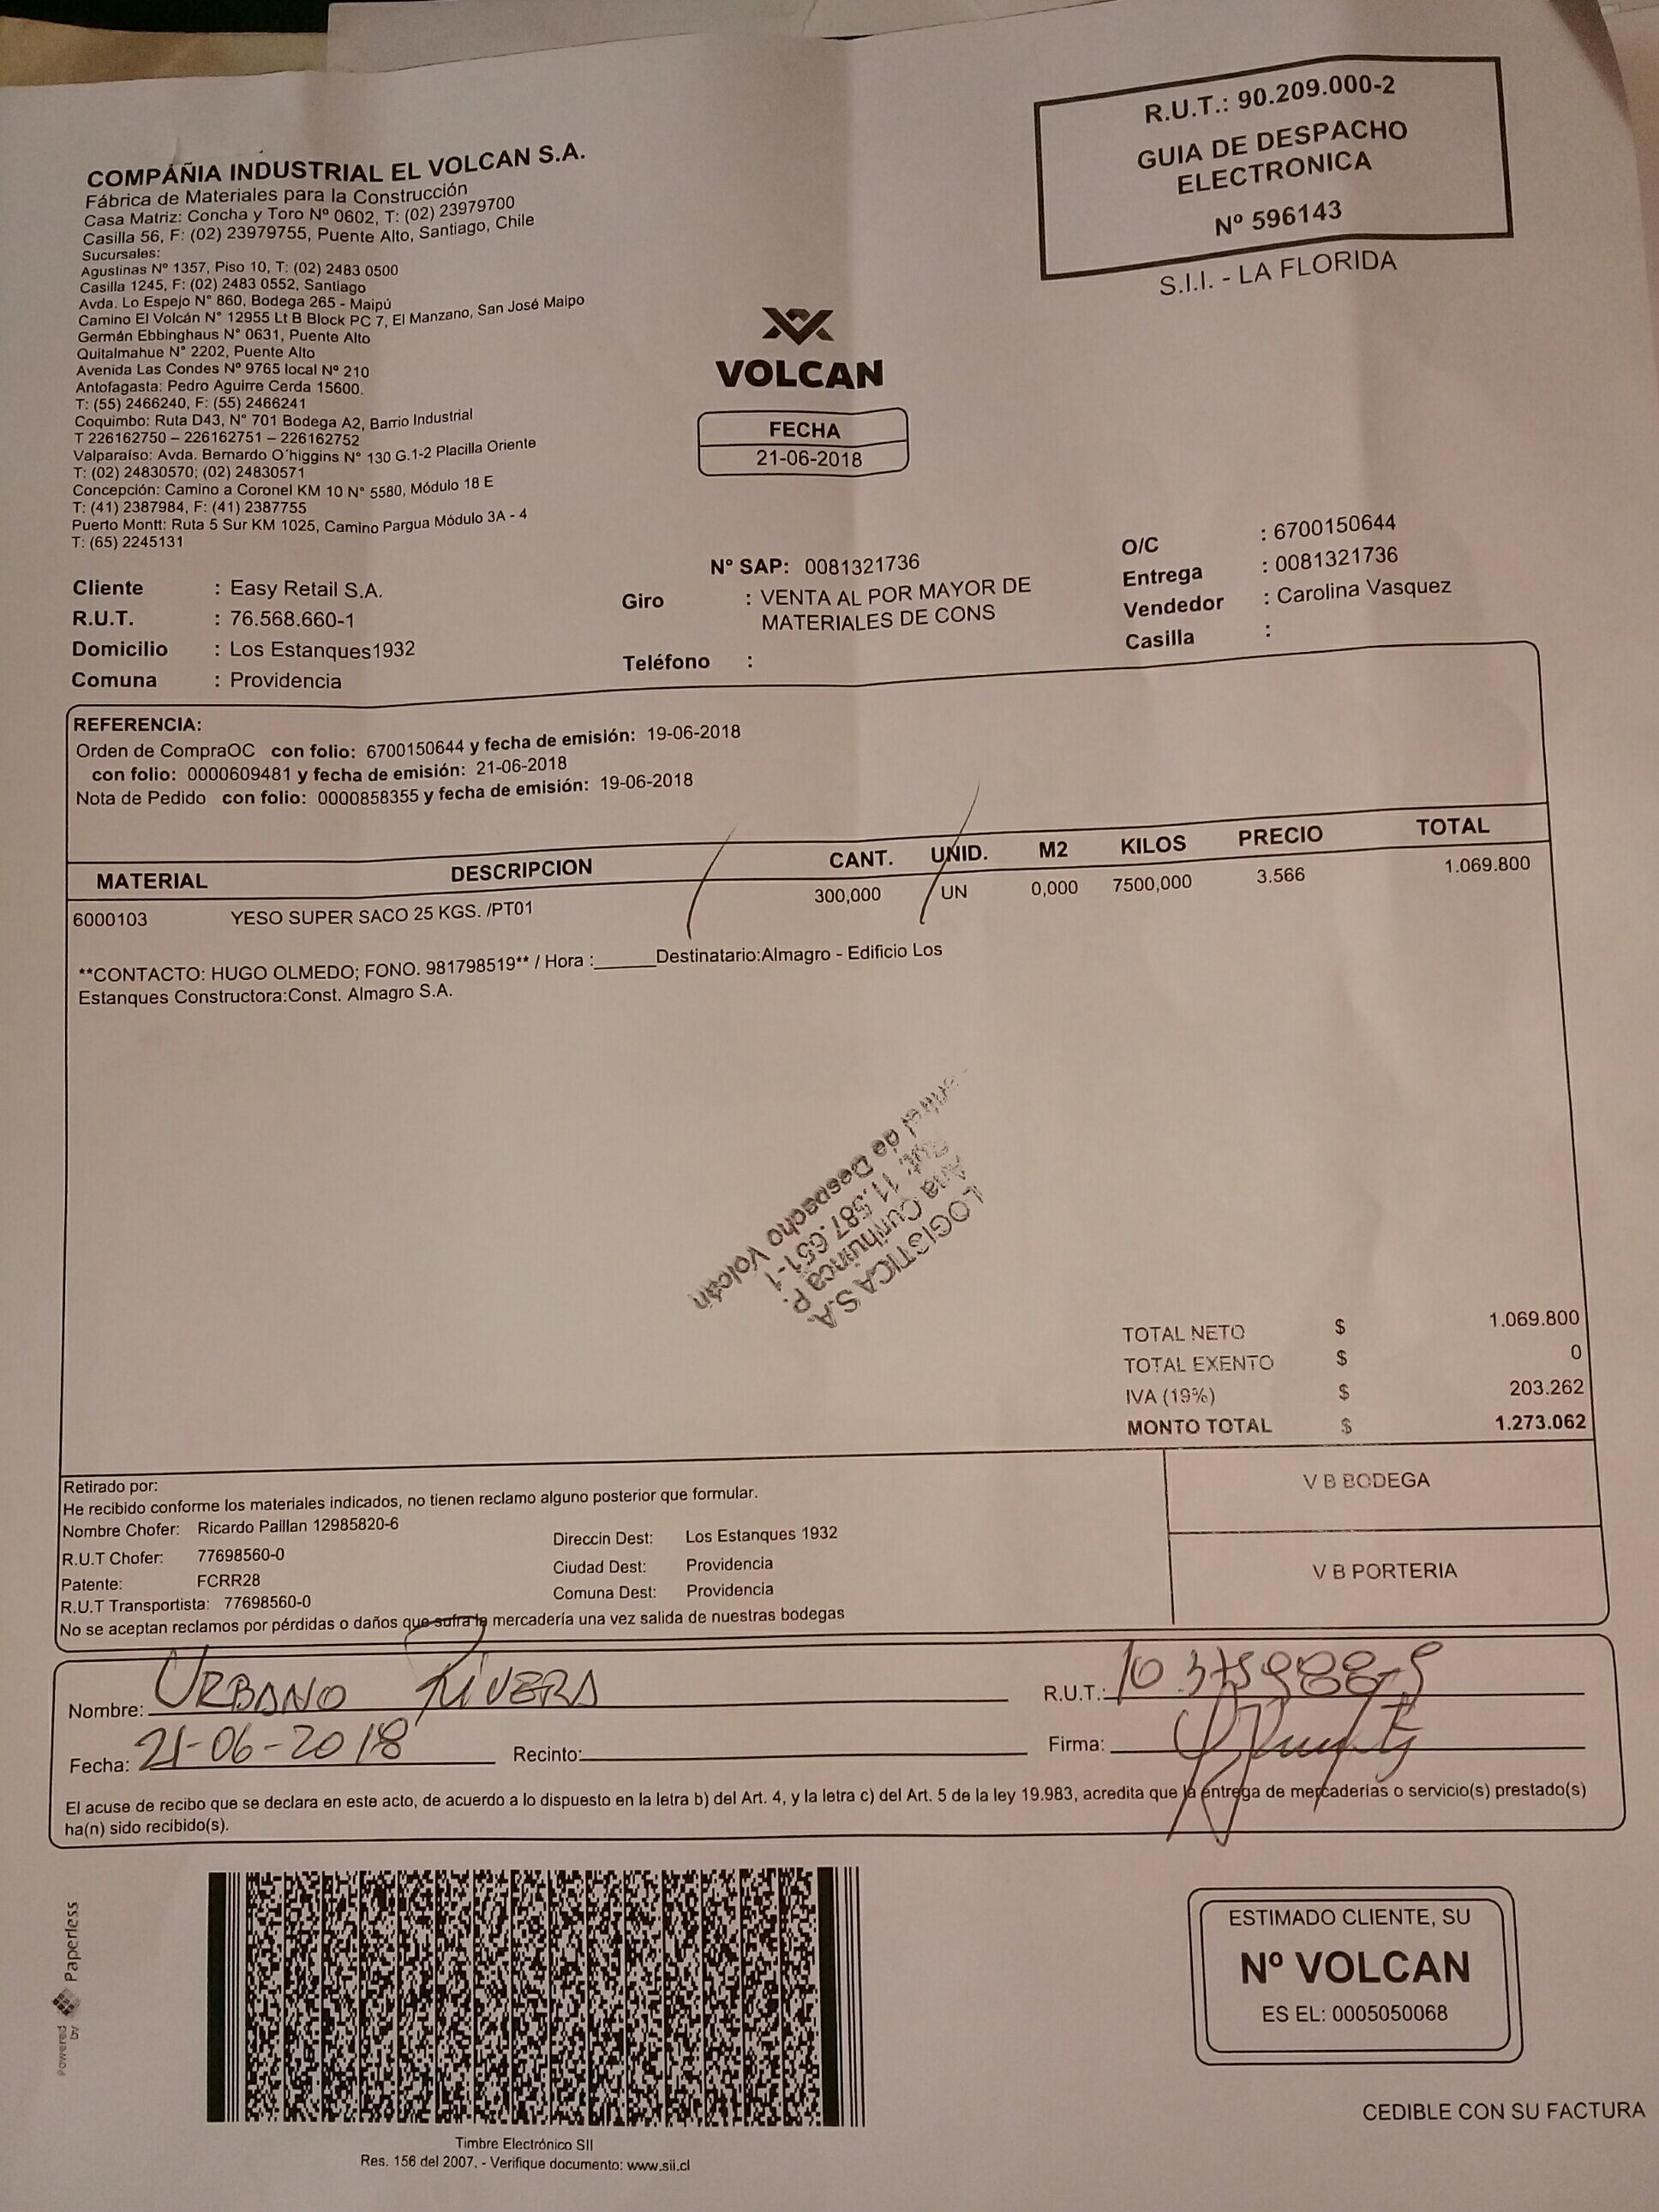 R.U.T.: 90.209.000-2
GUIA DE DESPACHO
ELECTRONICA
Nº 596143
S.I.I. - LA FLORIDA
COMPAÑIA INDUSTRIAL EL VOLCAN S.A.
Fábrica de Materiales para la Construcción
Casa Matriz: Concha y Toro Nº 0602, T: (02) 23979700
Casilla 56, F: (02) 23979755, Puente Alto, Santiago, Chile
Sucursales:
Agustinas Nº 1357, Piso 10, T: (02) 2483 0500
Casilla 1245, F: (02) 2483 0552, Santiago
Avda. Lo Espejo N° 860, Bodega 265 - Maipú
Camino El Volcán N° 12955 Lt B Block PC 7, El Manzano, San José Maipo
Germán Ebbinghaus N° 0631, Puente Alto
Quitalmahue N° 2202, Puente Alto
Avenida Las Condes Nº 9765 local Nº 210
Antofagasta: Pedro Aguirre Cerda 15600.
T: (55) 2466240, F: (55) 2466241
Coquimbo: Ruta D43, N° 701 Bodega A2, Barrio Industrial
T 226162750 – 226162751 – 226162752
Valparaíso: Avda. Bernardo O´higgins N° 130 G.1-2 Placilla Oriente
T: (02) 24830570; (02) 24830571
Concepción: Camino a Coronel KM 10 N° 5580, Módulo 18 E
T: (41) 2387984, F: (41) 2387755
Puerto Montt: Ruta 5 Sur KM 1025, Camino Pargua Módulo 3A - 4
T: (65) 2245131
VOLCAN
FECHA
21-06-2018
Cliente : Easy Retail S.A.
R.U.T. : 76.568.660-1
Domicilio : Los Estanques1932
Comuna : Providencia
N° SAP: 0081321736
Giro : VENTA AL POR MAYOR DE
MATERIALES DE CONS
Teléfono :
O/C : 6700150644
Entrega : 0081321736
Vendedor : Carolina Vasquez
Casilla :
REFERENCIA:
Orden de CompraOC con folio: 6700150644 y fecha de emisión: 19-06-2018
con folio: 0000609481 y fecha de emisión: 21-06-2018
Nota de Pedido con folio: 0000858355 y fecha de emisión: 19-06-2018
MATERIAL DESCRIPCION CANT. UNID. M2 KILOS PRECIO TOTAL
6000103 YESO SUPER SACO 25 KGS. /PT01 300,000 UN 0,000 7500,000 3.566 1.069.800
**CONTACTO: HUGO OLMEDO; FONO. 981798519** / Hora :______Destinatario:Almagro - Edificio Los
Estanques Constructora:Const. Almagro S.A.
LOGISTICA S.A.
Ana Curihuinca P.
Rut. 11.587.651-1
de Despacho Volcán
TOTAL NETO $ 1.069.800
TOTAL EXENTO $ 0
IVA (19%) $ 203.262
MONTO TOTAL $ 1.273.062
Retirado por:
He recibido conforme los materiales indicados, no tienen reclamo alguno posterior que formular.
Nombre Chofer: Ricardo Paillan 12985820-6
R.U.T Chofer: 77698560-0
Patente: FCRR28
R.U.T Transportista: 77698560-0
Direccin Dest: Los Estanques 1932
Ciudad Dest: Providencia
Comuna Dest: Providencia
No se aceptan reclamos por pérdidas o daños que sufra la mercadería una vez salida de nuestras bodegas
V B BODEGA
V B PORTERIA
Nombre: URBANO RIVERA
R.U.T.: 10 375988-5
Fecha: 21-06-2018 Recinto:
Firma:
El acuse de recibo que se declara en este acto, de acuerdo a lo dispuesto en la letra b) del Art. 4, y la letra c) del Art. 5 de la ley 19.983, acredita que la entrega de mercaderias o servicio(s) prestado(s)
ha(n) sido recibido(s).
Powered by Paperless
Timbre Electrónico SII
Res. 156 del 2007. - Verifique documento: www.sii.cl
ESTIMADO CLIENTE, SU
Nº VOLCAN
ES EL: 0005050068
CEDIBLE CON SU FACTURA